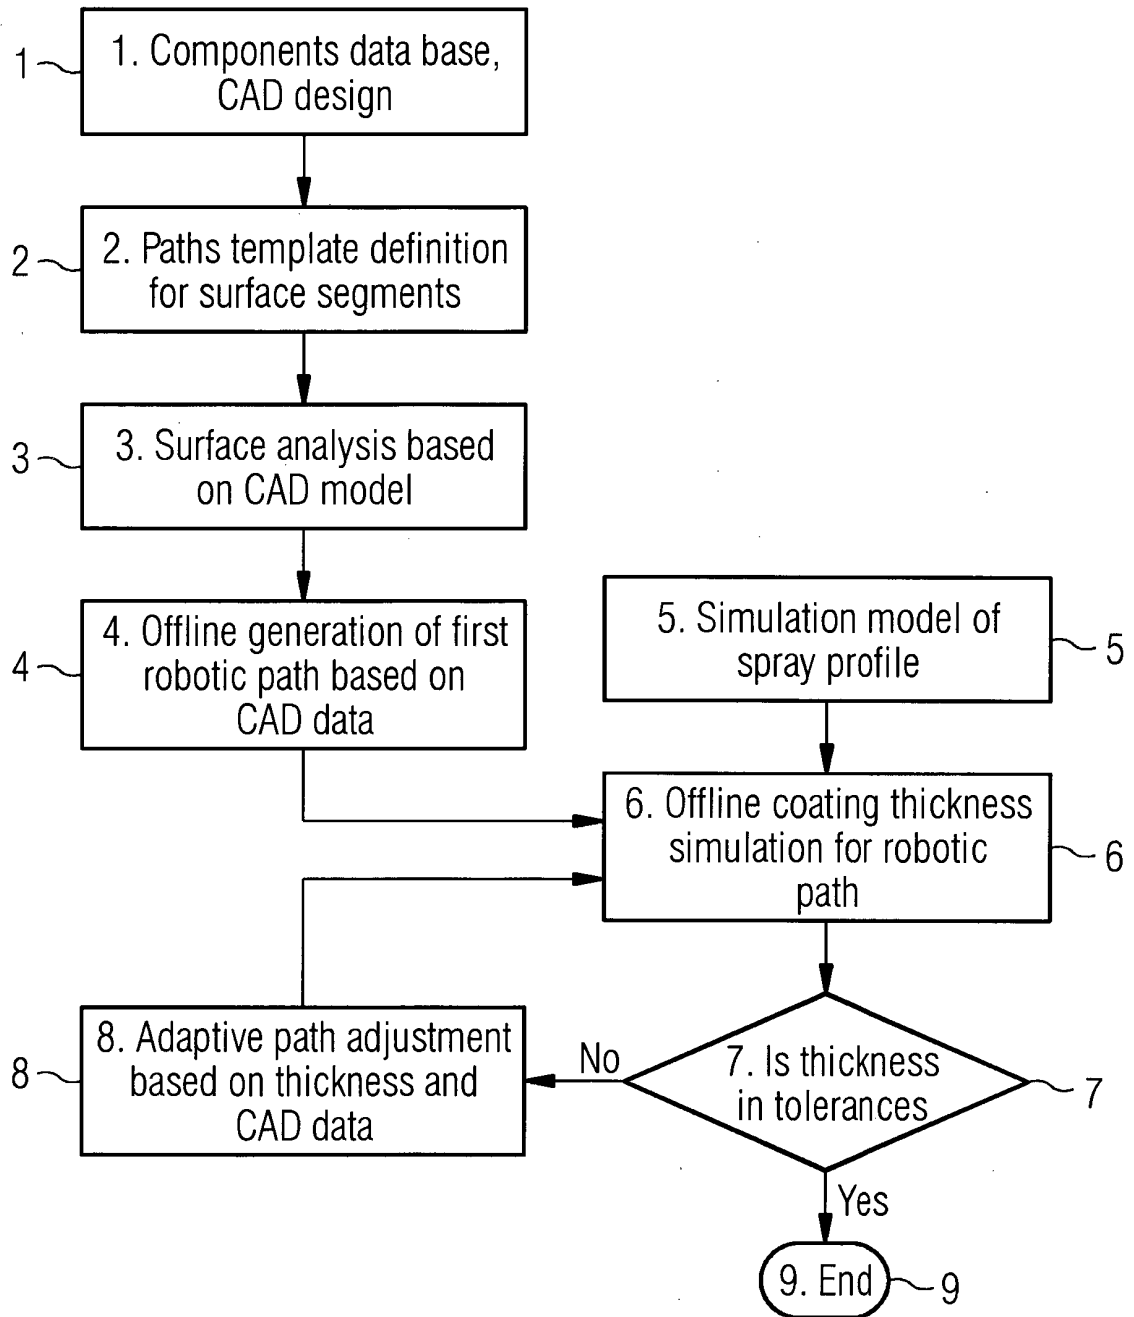 1
1. Components data base,
CAD design
2
2. Paths template definition
for surface segments
3
3. Surface analysis based
on CAD model
4
4. Offline generation of first
robotic path based on
CAD data
5. Simulation model of
spray profile
5
6. Offline coating thickness
simulation for robotic
path
6
8
8. Adaptive path adjustment
based on thickness and
CAD data
No
7. Is thickness
in tolerances
7
Yes
9. End
9